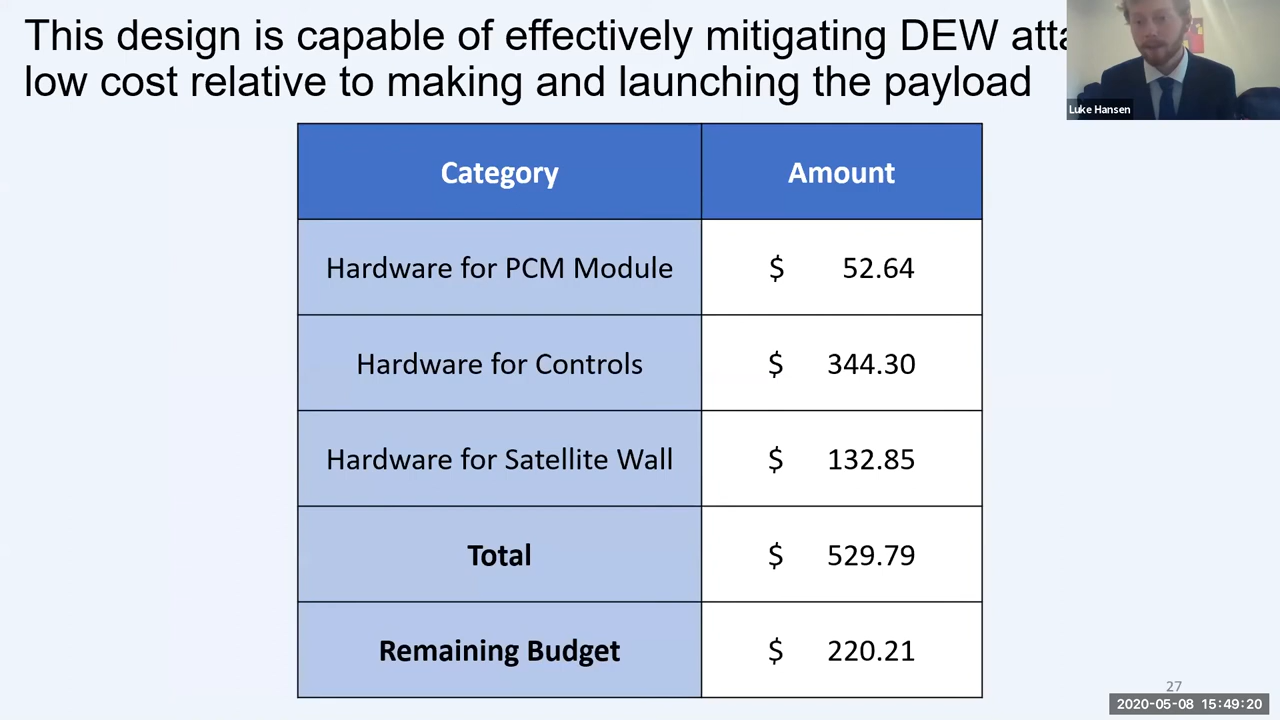 This design is capable of effectively mitigating DEW
low cost relative to making and launching the payload
Luke Hansen
Category Amount
Hardware for PCM Module $ 52.64
Hardware for Controls $ 344.30
Hardware for Satellite Wall $ 132.85
Total $ 529.79
Remaining Budget $ 220.21
27
2020-05-08 15:49:20